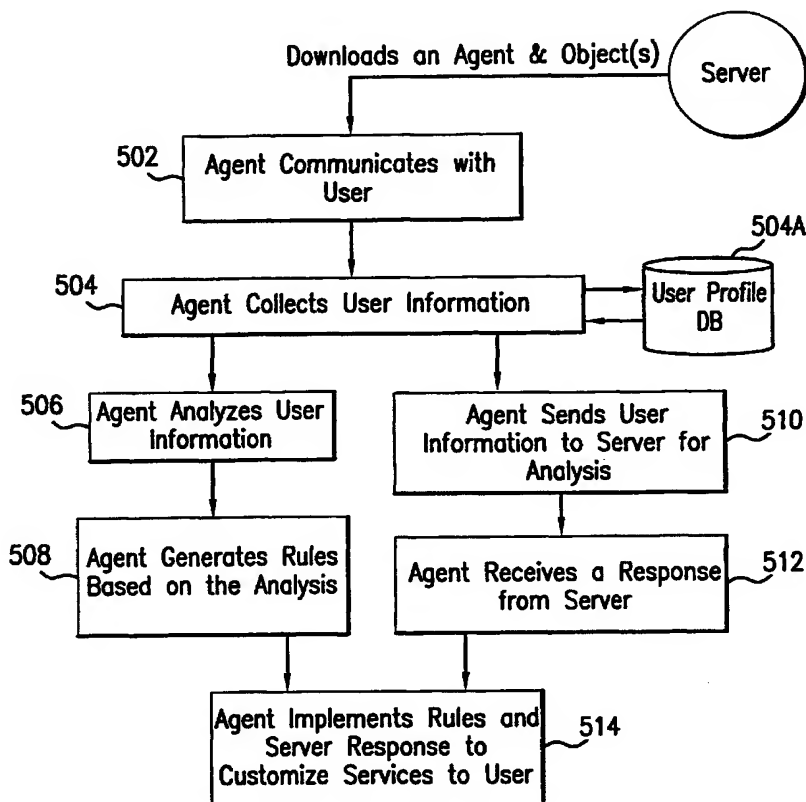 Downloads an Agent & Object(s)
Server
502
Agent Communicates with
User
504A
504
Agent Collects User Information
User Profile
DB
506
Agent Analyzes User
Information
Agent Sends User
Information to Server for
Analysis
510
508
Agent Generates Rules
Based on the Analysis
Agent Receives a Response
from Server
512
Agent Implements Rules and
Server Response to
Customize Services to User
514